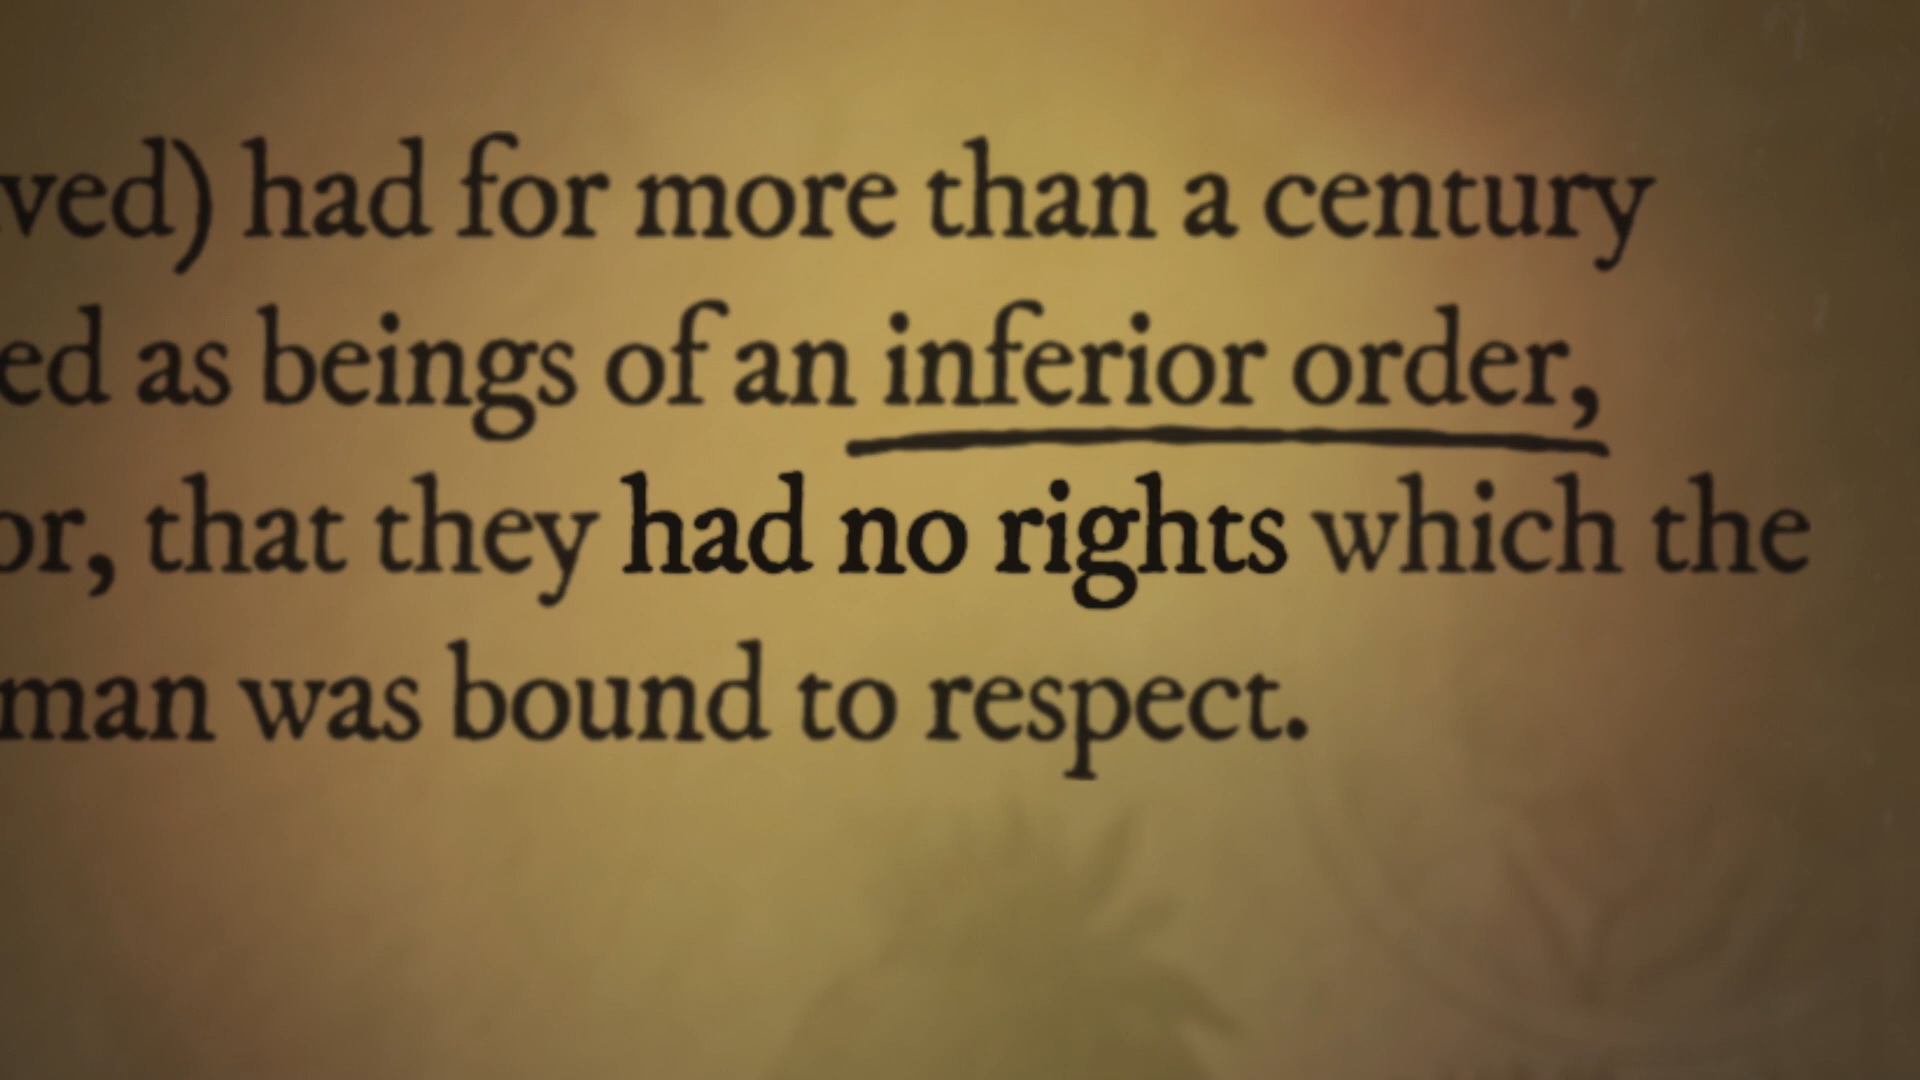 ved) had for more than a century
ed as beings of an inferior order,
or, that they had no rights which the
man was bound to respect.